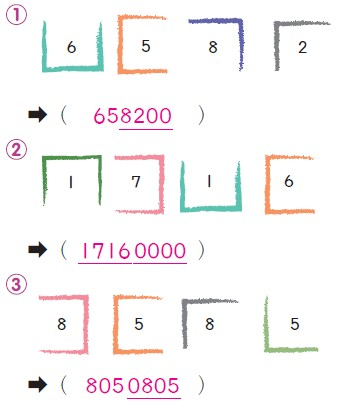 ①
6 5 8 2
➡ ( 658200 )
②
1 7 1 6
➡ ( 17160000 )
③
8 5 8 5
➡ ( 8050805 )